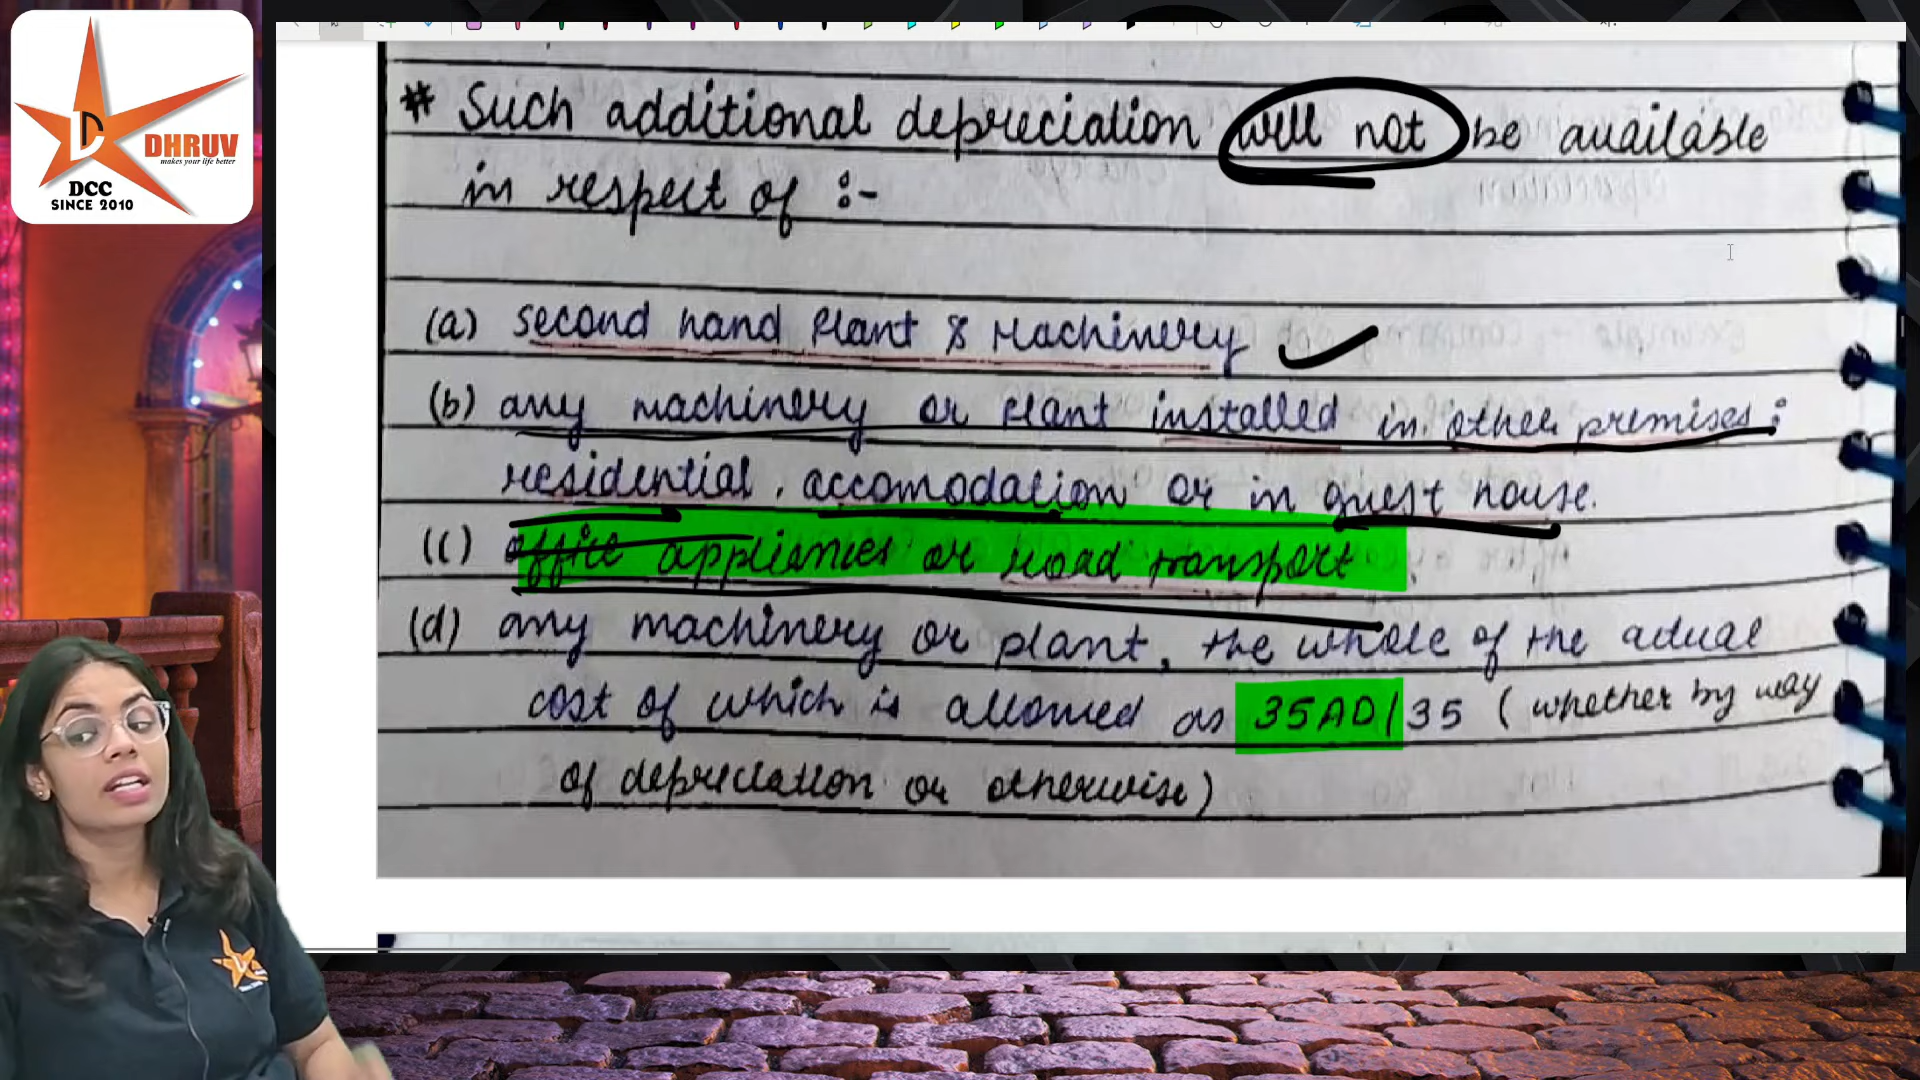 DHRUV
makes your life better
DCC
SINCE 2010
# Such additional depreciation will not be available
in respect of :-
(a) second hand Plant & Machinery
(b) any machinery or Plant installed in other premises:
residential, accomodation or in guest house.
(c) office appliances or road transport.
(d) any machinery or plant, the whole of the actual
cost of which is allowed as 35AD/35 (whether by way
of depreciation or otherwise)